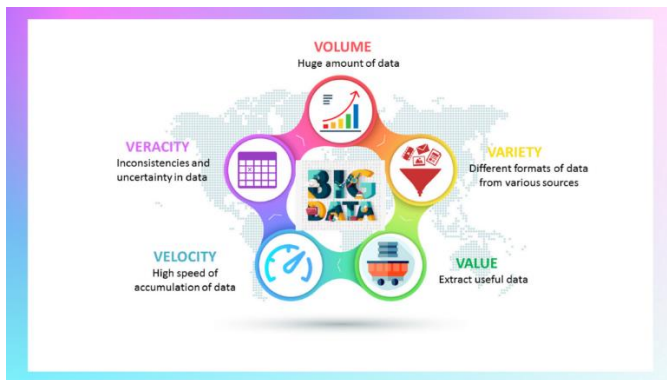 VOLUME
Huge amount of data
VERACITY
Inconsistencies and
uncertainty in data
BIG
DATA
VARIETY
Different formats of data
from various sources
VELOCITY
High speed of
accumulation of data
VALUE
Extract useful data